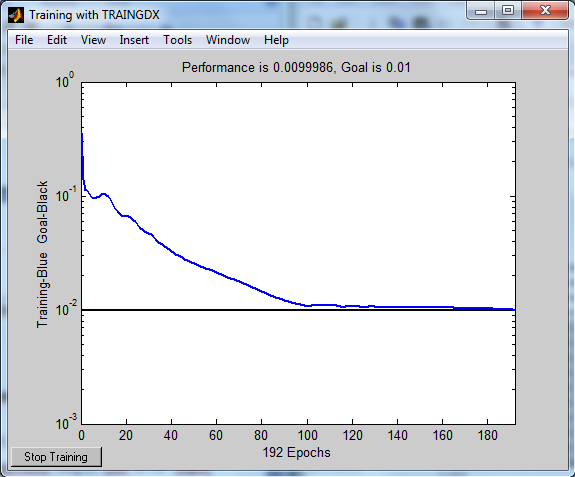 Training with TRAINGDX
File Edit View Insert Tools Window Help
Performance is 0.0099986, Goal is 0.01
10^0
10^-1
10^-2
10^-3
Training-Blue Goal-Black
0 20 40 60 80 100 120 140 160 180
192 Epochs
Stop Training